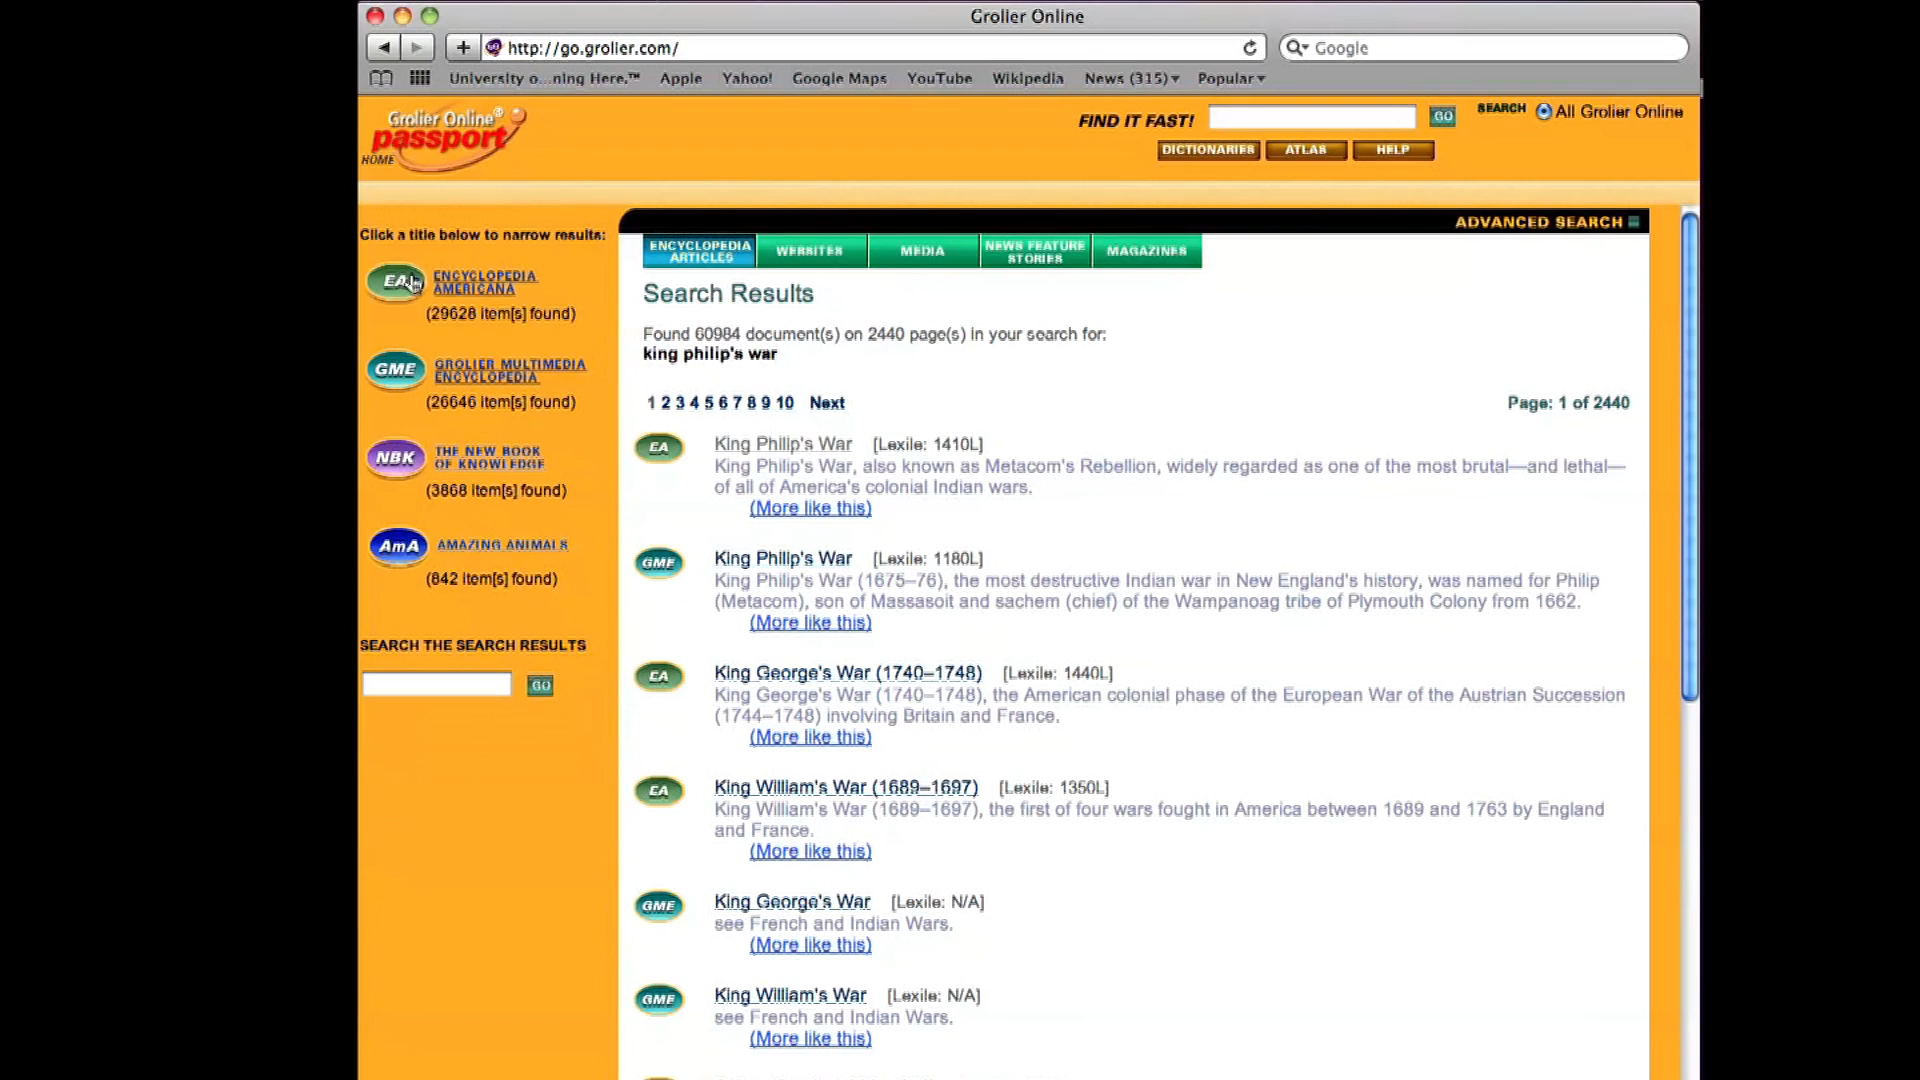 Grolier Online
http://go.grolier.com/
Google
University o...ning Here.™ Apple Yahoo! Google Maps YouTube Wikipedia News (315) Popular
Grolier Online®
passport
HOME
FIND IT FAST! GO SEARCH All Grolier Online
DICTIONARIES ATLAS HELP
ADVANCED SEARCH
Click a title below to narrow results:
EA ENCYCLOPEDIA
AMERICANA
(29628 item[s] found)
GME GROLIER MULTIMEDIA
ENCYCLOPEDIA
(26646 item[s] found)
NBK THE NEW BOOK
OF KNOWLEDGE
(3868 item[s] found)
AmA AMAZING ANIMALS
(842 item[s] found)
SEARCH THE SEARCH RESULTS
GO
ENCYCLOPEDIA
ARTICLES
WEBSITES
MEDIA
NEWS FEATURE
STORIES
MAGAZINES
Search Results
Found 60984 document(s) on 2440 page(s) in your search for:
king philip's war
1 2 3 4 5 6 7 8 9 10 Next
Page: 1 of 2440
EA King Philip's War [Lexile: 1410L]
King Philip's War, also known as Metacom's Rebellion, widely regarded as one of the most brutal—and lethal—
of all of America's colonial Indian wars.
(More like this)
GME King Philip's War [Lexile: 1180L]
King Philip's War (1675–76), the most destructive Indian war in New England's history, was named for Philip
(Metacom), son of Massasoit and sachem (chief) of the Wampanoag tribe of Plymouth Colony from 1662.
(More like this)
EA King George's War (1740–1748) [Lexile: 1440L]
King George's War (1740–1748), the American colonial phase of the European War of the Austrian Succession
(1744–1748) involving Britain and France.
(More like this)
EA King William's War (1689–1697) [Lexile: 1350L]
King William's War (1689–1697), the first of four wars fought in America between 1689 and 1763 by England
and France.
(More like this)
GME King George's War [Lexile: N/A]
see French and Indian Wars.
(More like this)
GME King William's War [Lexile: N/A]
see French and Indian Wars.
(More like this)